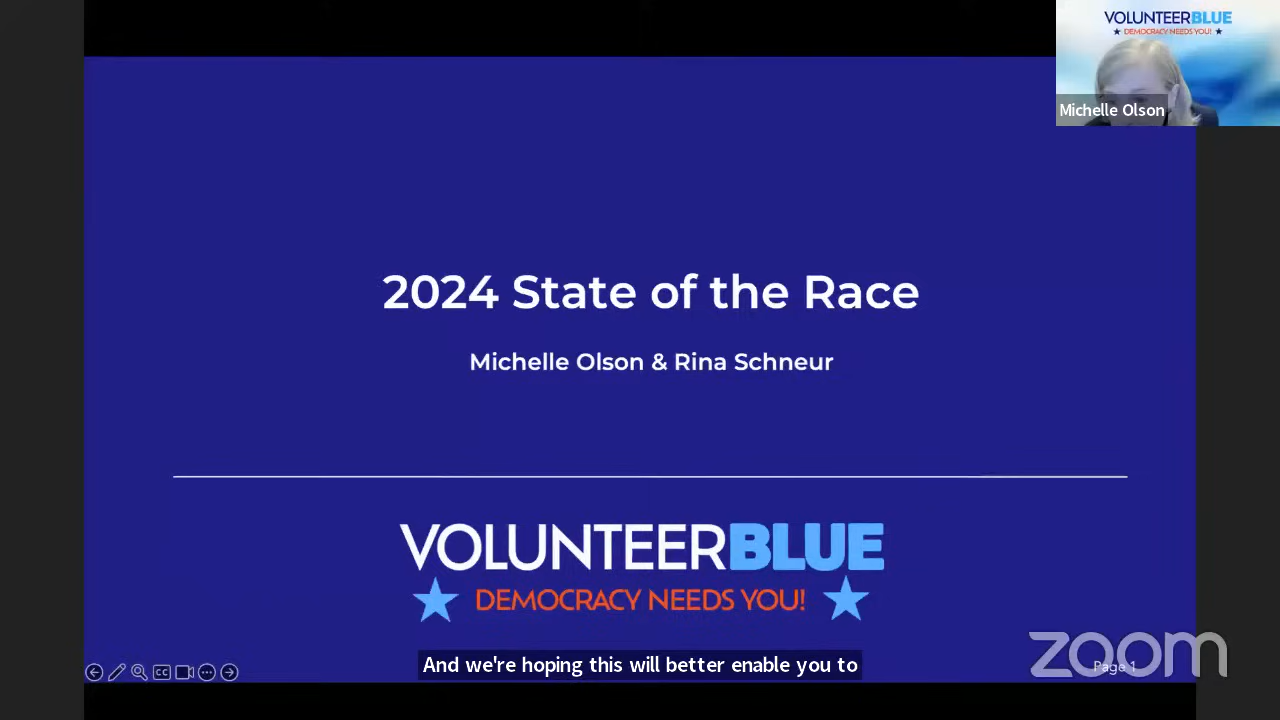 VOLUNTEERBLUE
DEMOCRACY NEEDS YOU!
Michelle Olson
2024 State of the Race
Michelle Olson & Rina Schneur
VOLUNTEERBLUE
DEMOCRACY NEEDS YOU!
CC
And we're hoping this will better enable you to
zoom
Page 1